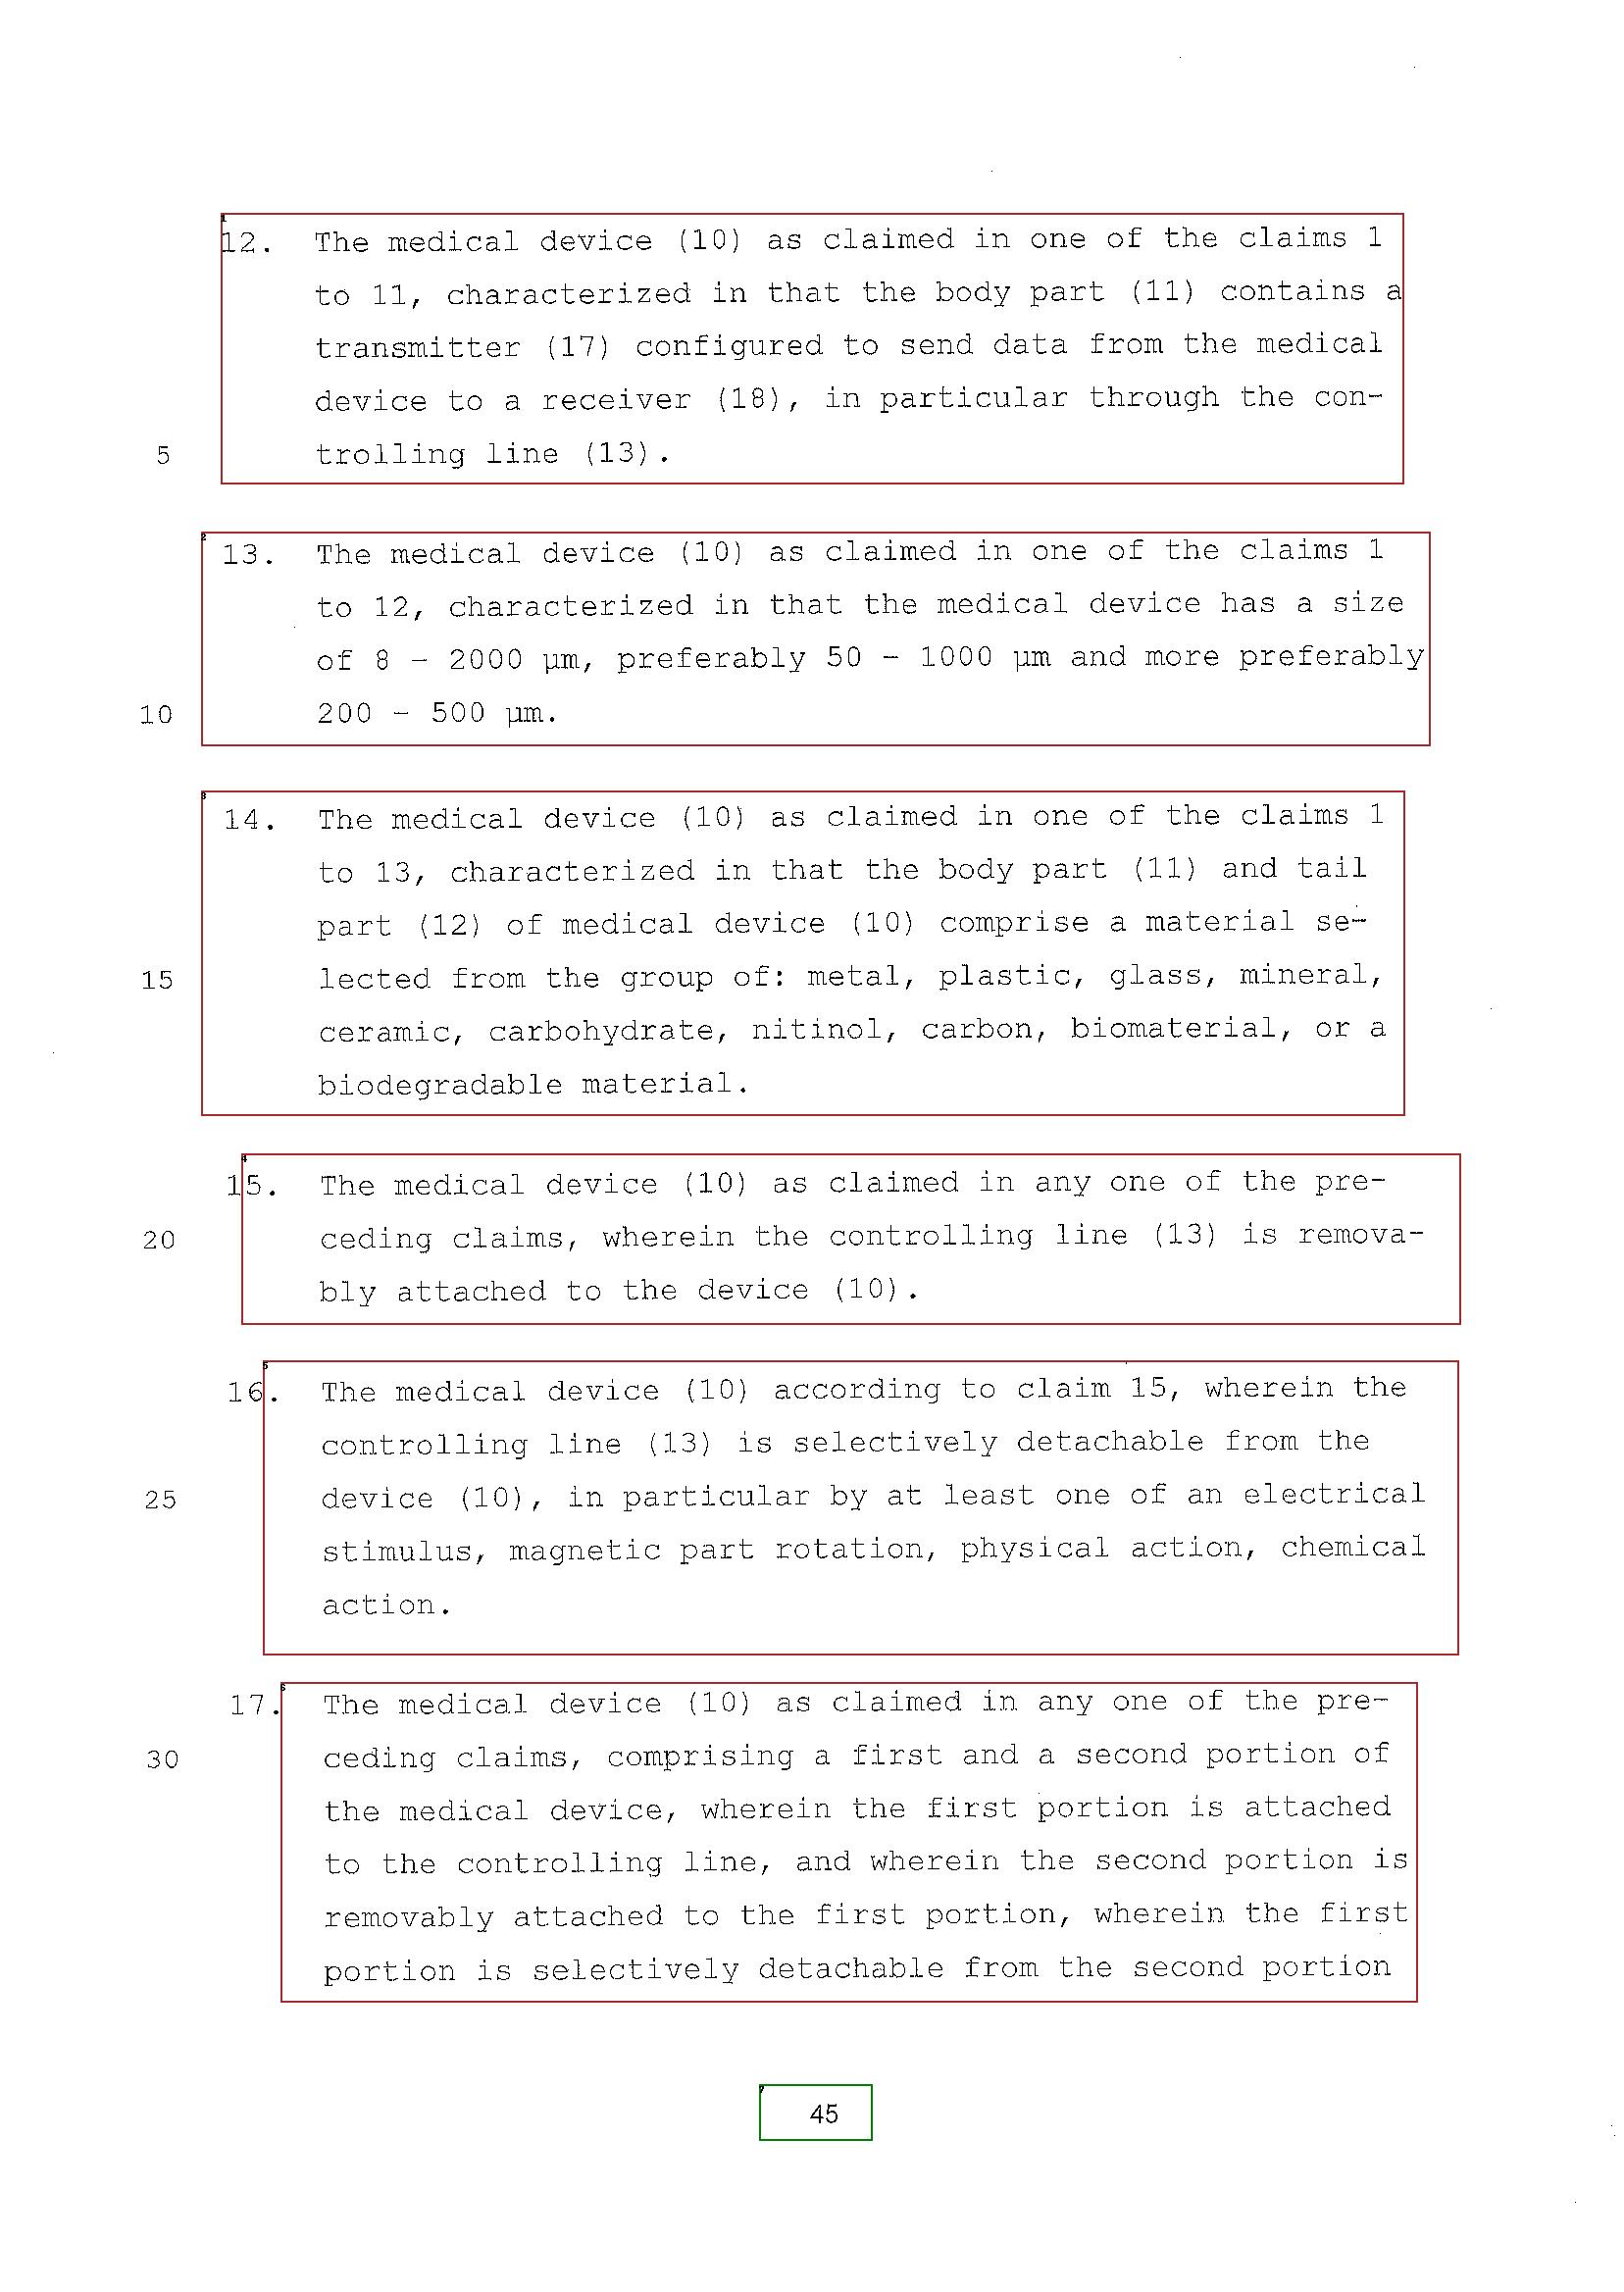 12. The medical device (10) as claimed in one of the claims 1
to 11, characterized in that the body part (11) contains a
transmitter (17) configured to send data from the medical
device to a receiver (18), in particular through the con-
5 trolling line (13).
13. The medical device (10) as claimed in one of the claims 1
to 12, characterized in that the medical device has a size
of 8 - 2000 µm, preferably 50 - 1000 µm and more preferably
10 200 - 500 µm.
14. The medical device (10) as claimed in one of the claims 1
to 13, characterized in that the body part (11) and tail
part (12) of medical device (10) comprise a material se-
15 lected from the group of: metal, plastic, glass, mineral,
ceramic, carbohydrate, nitinol, carbon, biomaterial, or a
biodegradable material.
15. The medical device (10) as claimed in any one of the pre-
20 ceding claims, wherein the controlling line (13) is remova-
bly attached to the device (10).
16. The medical device (10) according to claim 15, wherein the
controlling line (13) is selectively detachable from the
25 device (10), in particular by at least one of an electrical
stimulus, magnetic part rotation, physical action, chemical
action.
17. The medical device (10) as claimed in any one of the pre-
30 ceding claims, comprising a first and a second portion of
the medical device, wherein the first portion is attached
to the controlling line, and wherein the second portion is
removably attached to the first portion, wherein the first
portion is selectively detachable from the second portion
45